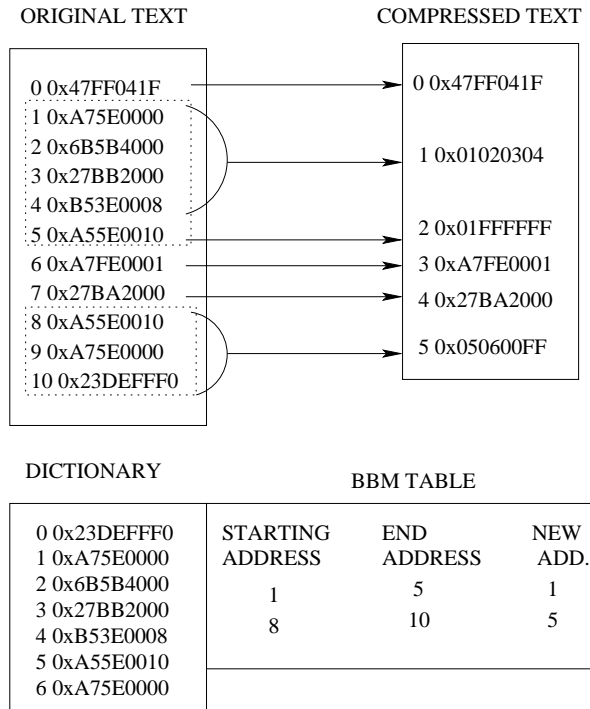 ORIGINAL TEXT
COMPRESSED TEXT
0 0x47FF041F
1 0xA75E0000
2 0x6B5B4000
3 0x27BB2000
4 0xB53E0008
5 0xA55E0010
6 0xA7FE0001
7 0x27BA2000
8 0xA55E0010
9 0xA75E0000
10 0x23DEFFF0
0 0x47FF041F
1 0x01020304
2 0x01FFFFFF
3 0xA7FE0001
4 0x27BA2000
5 0x050600FF
DICTIONARY
0 0x23DEFFF0
1 0xA75E0000
2 0x6B5B4000
3 0x27BB2000
4 0xB53E0008
5 0xA55E0010
6 0xA75E0000
BBM TABLE
STARTING ADDRESS END ADDRESS NEW ADD.
1 5 1
8 10 5